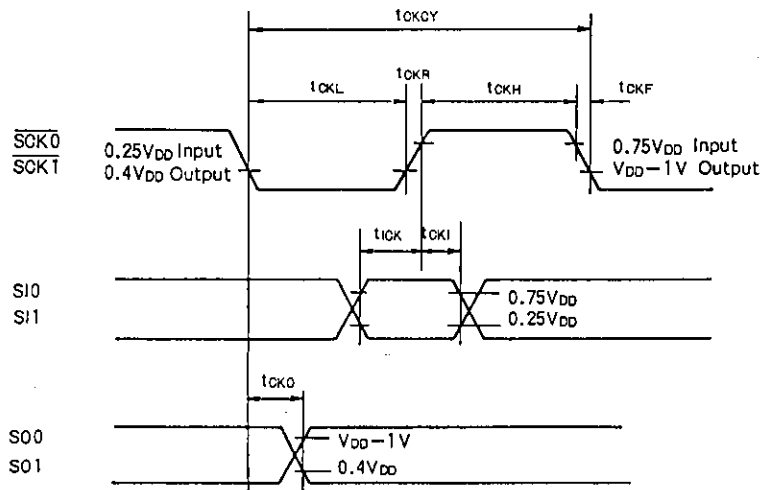 tCKCY
tCKL
tCKR
tCKH
tCKF
SCK0
SCK1
0.25VDD Input
0.4VDD Output
0.75VDD Input
VDD-1V Output
tICK
tCKI
SI0
SI1
0.75VDD
0.25VDD
tCKO
SO0
SO1
VDD-1V
0.4VDD